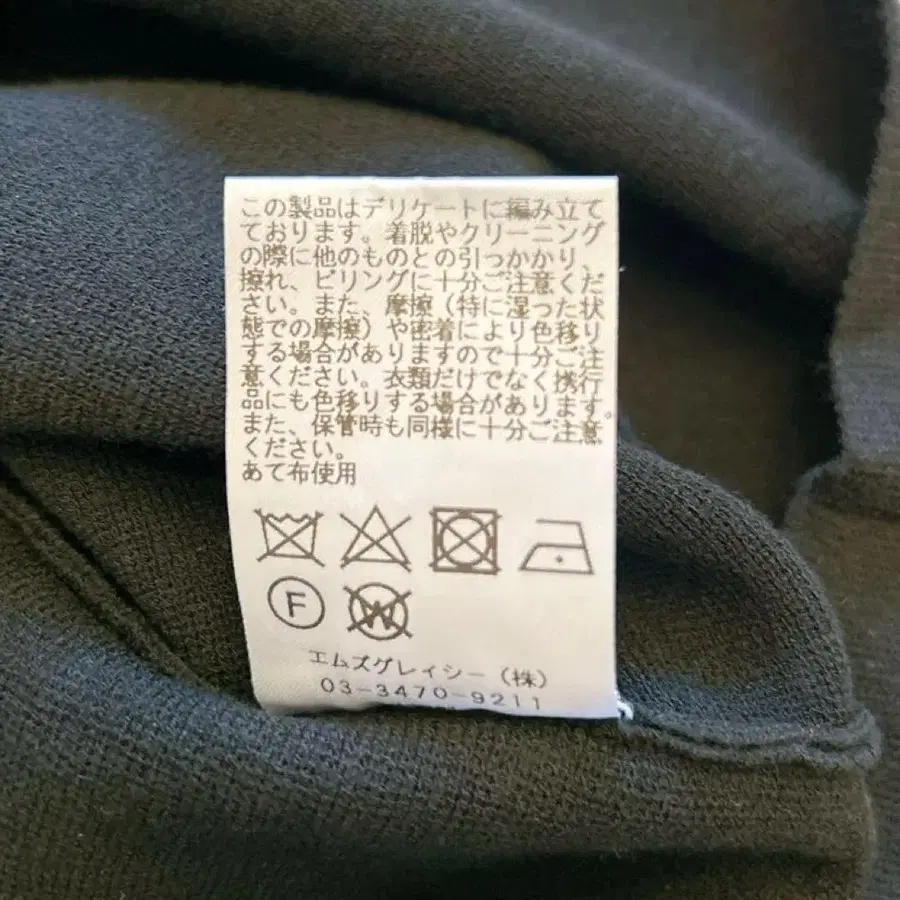 この製品はデリケートに編み立て
ております。着脱やクリーニング
の際に他のものとの引っかかり、
擦れ、ピリングに十分ご注意くだ
さい。また、摩擦（特に湿った状
態での摩擦）や密着により色移り
する場合がありますので十分ご注
意ください。衣類だけでなく携行
品にも色移りする場合があります。
また、保管時も同様に十分ご注意
ください。
あて布使用
F W
エムズグレイシー（株）
03-3470-9211